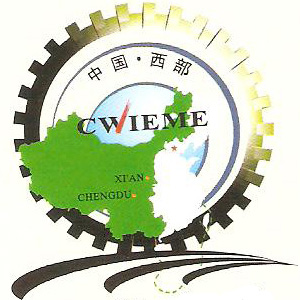 中国·西部
CWIEME
XI'AN
CHENGDU